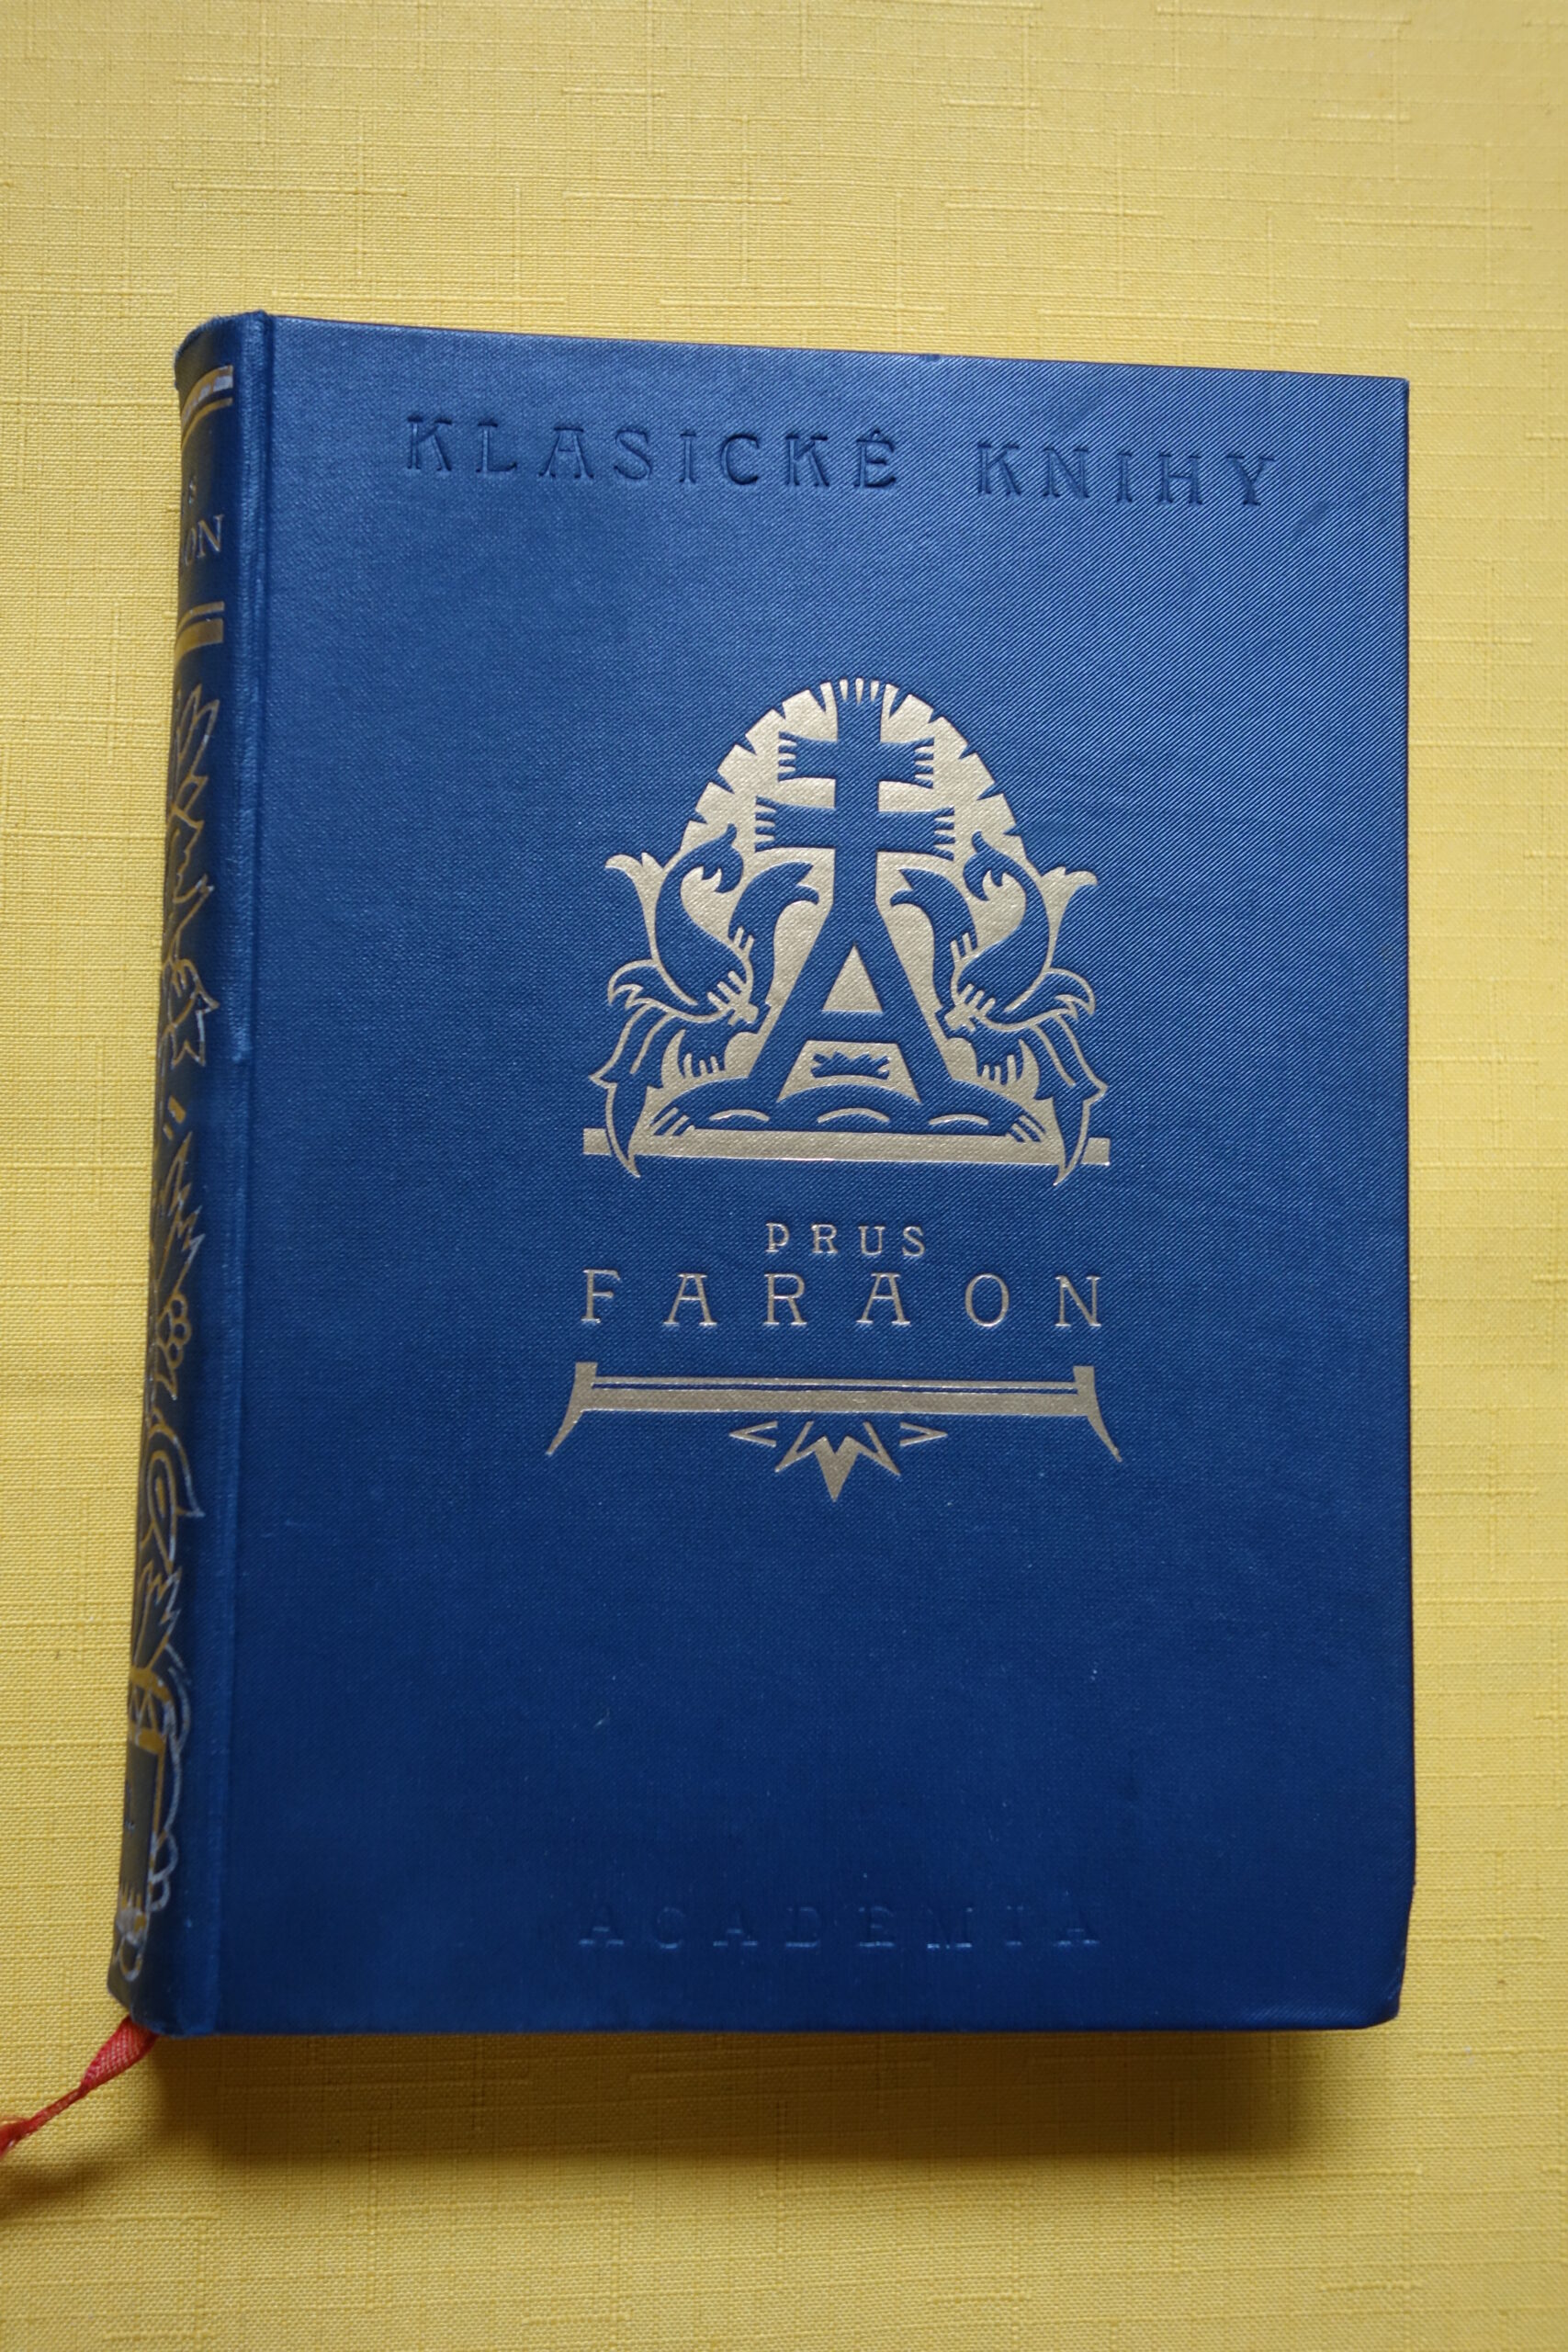 KLASICKÉ KNIHY
PRUS
FARAON
ACADEMIA